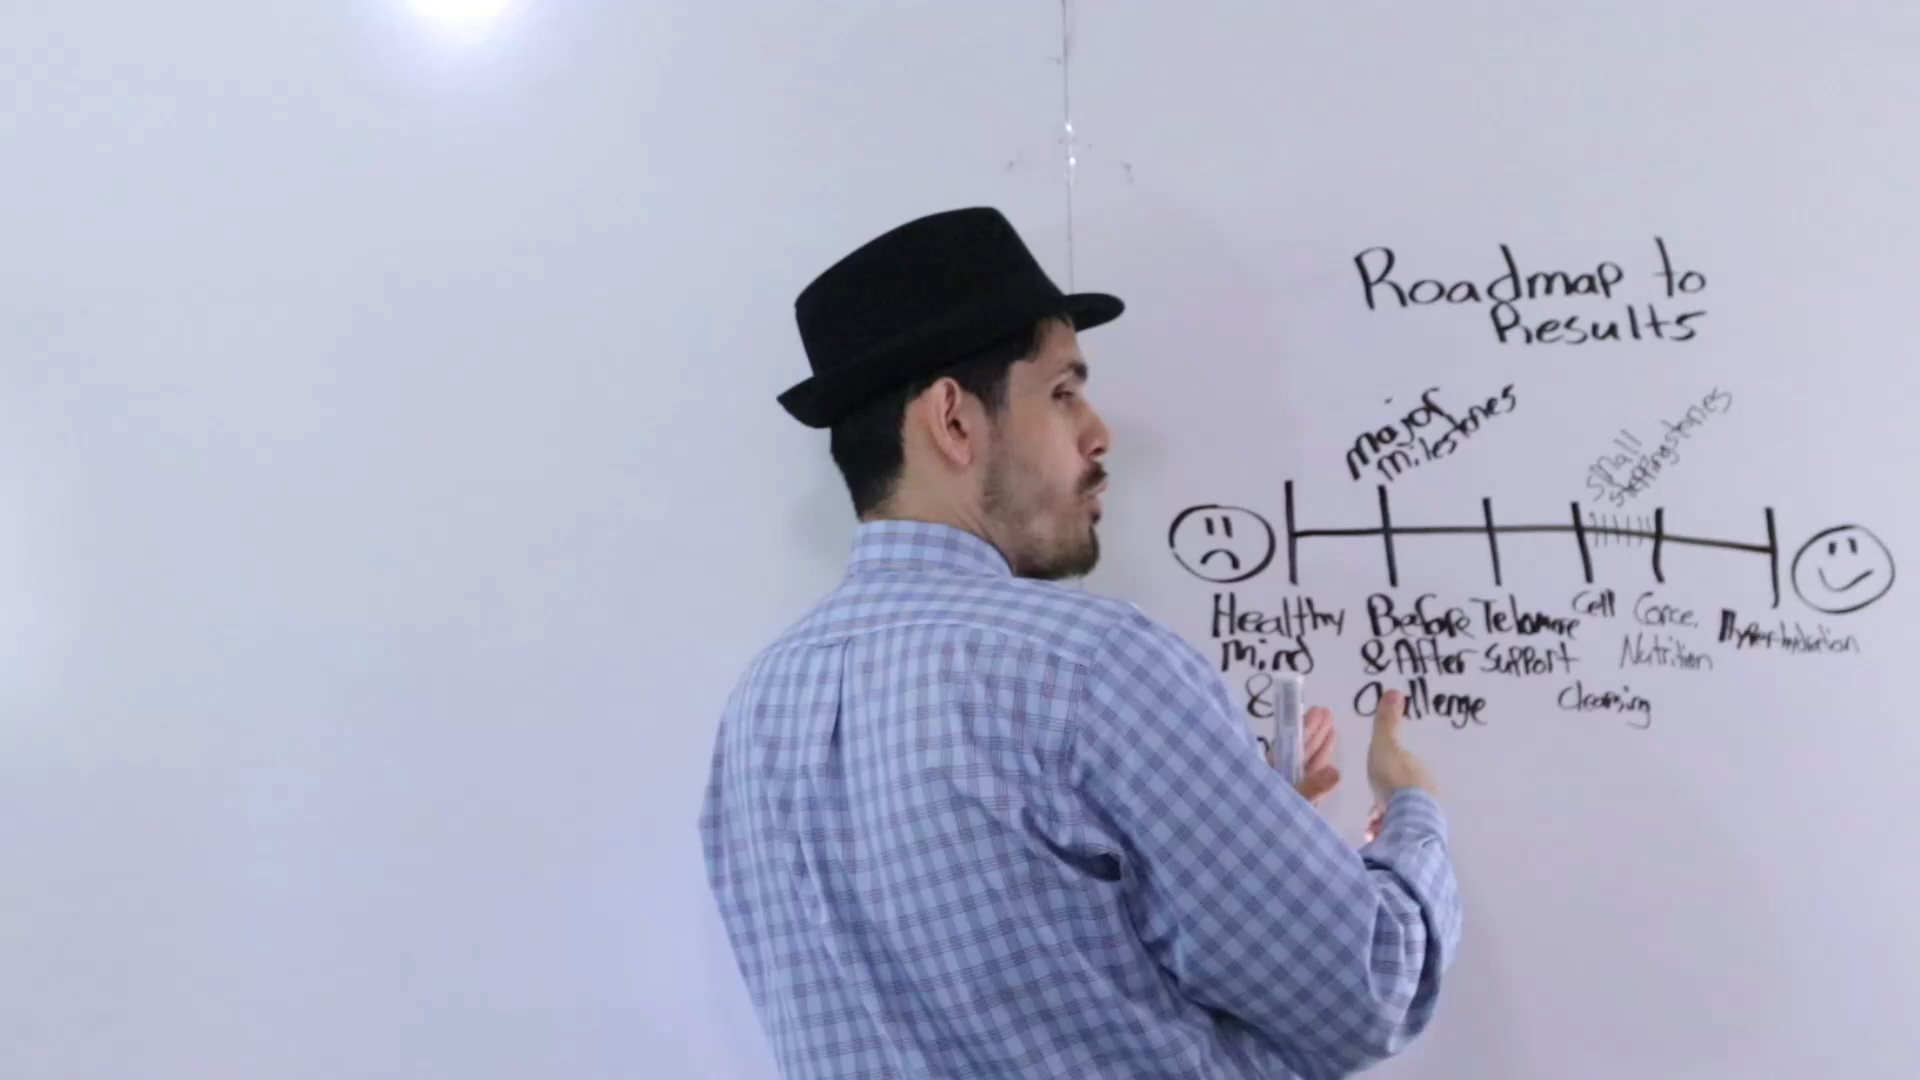 Roadmap to
Results
major
milestones
small
steppingstones
Healthy
Mind
&
Before
& After
Challenge
Telomere
Support
Cell
Cleansing
Conce.
Nutrition
Hyper-hydration